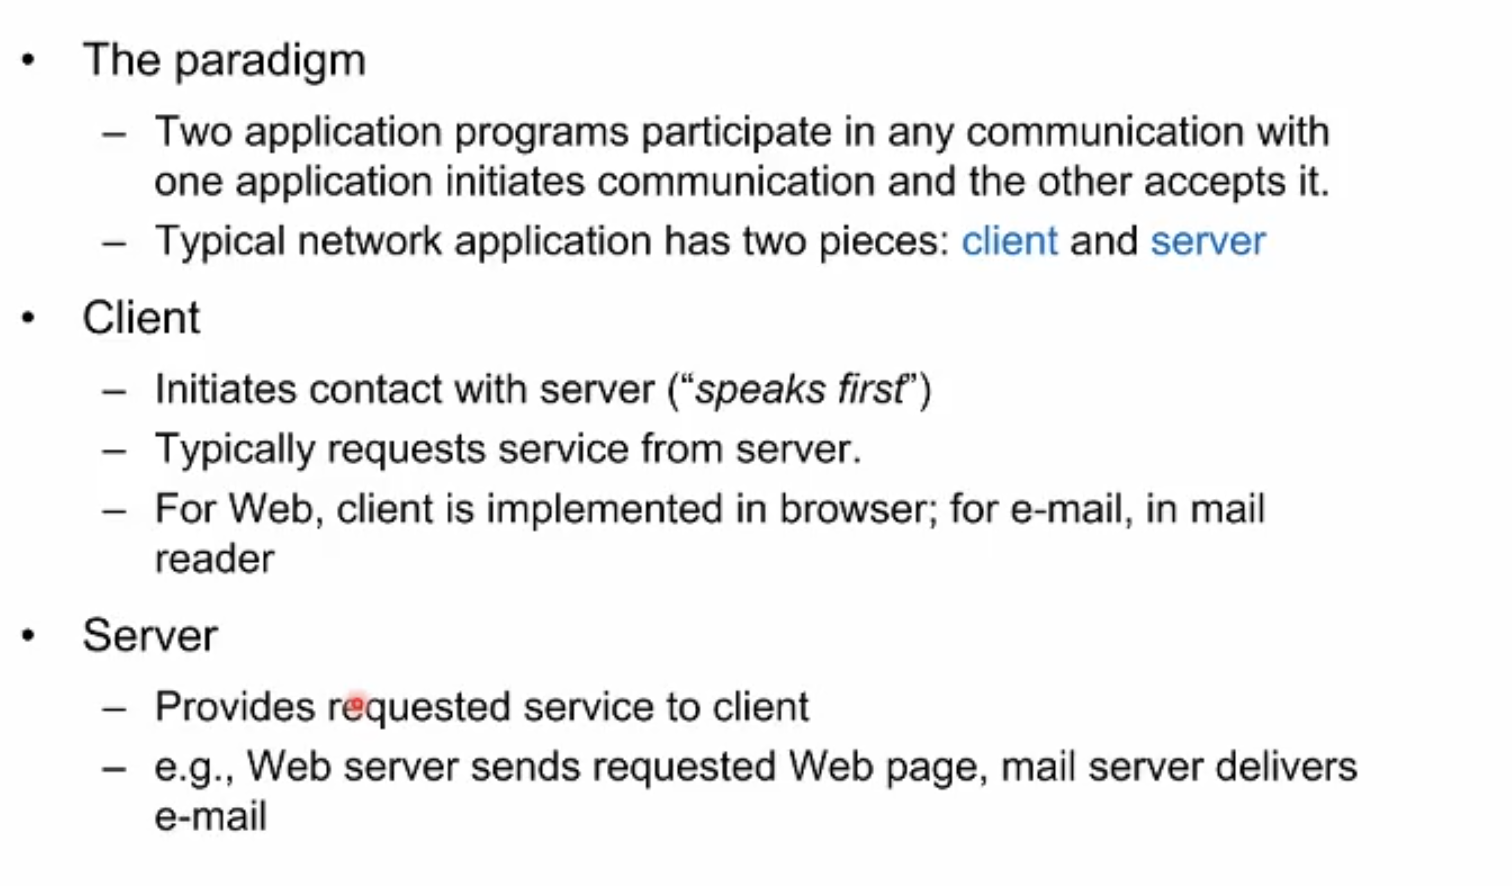 • The paradigm
– Two application programs participate in any communication with
one application initiates communication and the other accepts it.
– Typical network application has two pieces: client and server
• Client
– Initiates contact with server (“speaks first”)
– Typically requests service from server.
– For Web, client is implemented in browser; for e-mail, in mail
reader
• Server
– Provides requested service to client
– e.g., Web server sends requested Web page, mail server delivers
e-mail